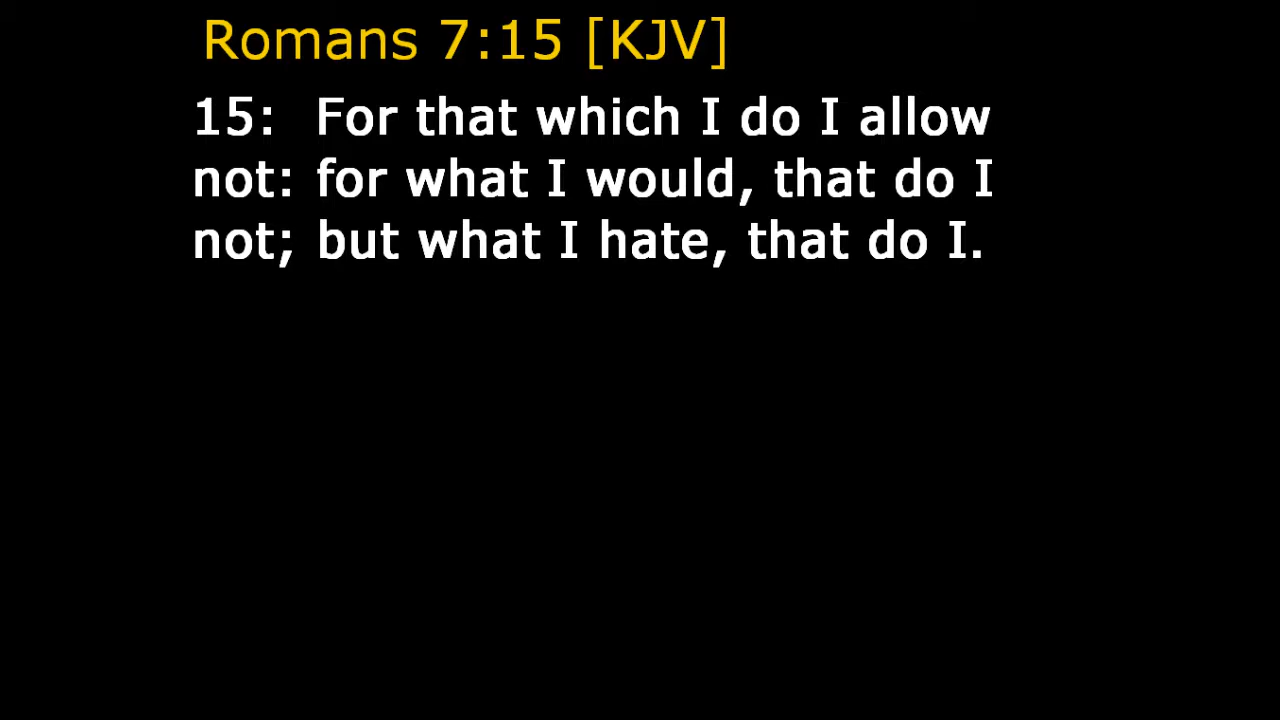 Romans 7:15 [KJV]
15: For that which I do I allow
not: for what I would, that do I
not; but what I hate, that do I.